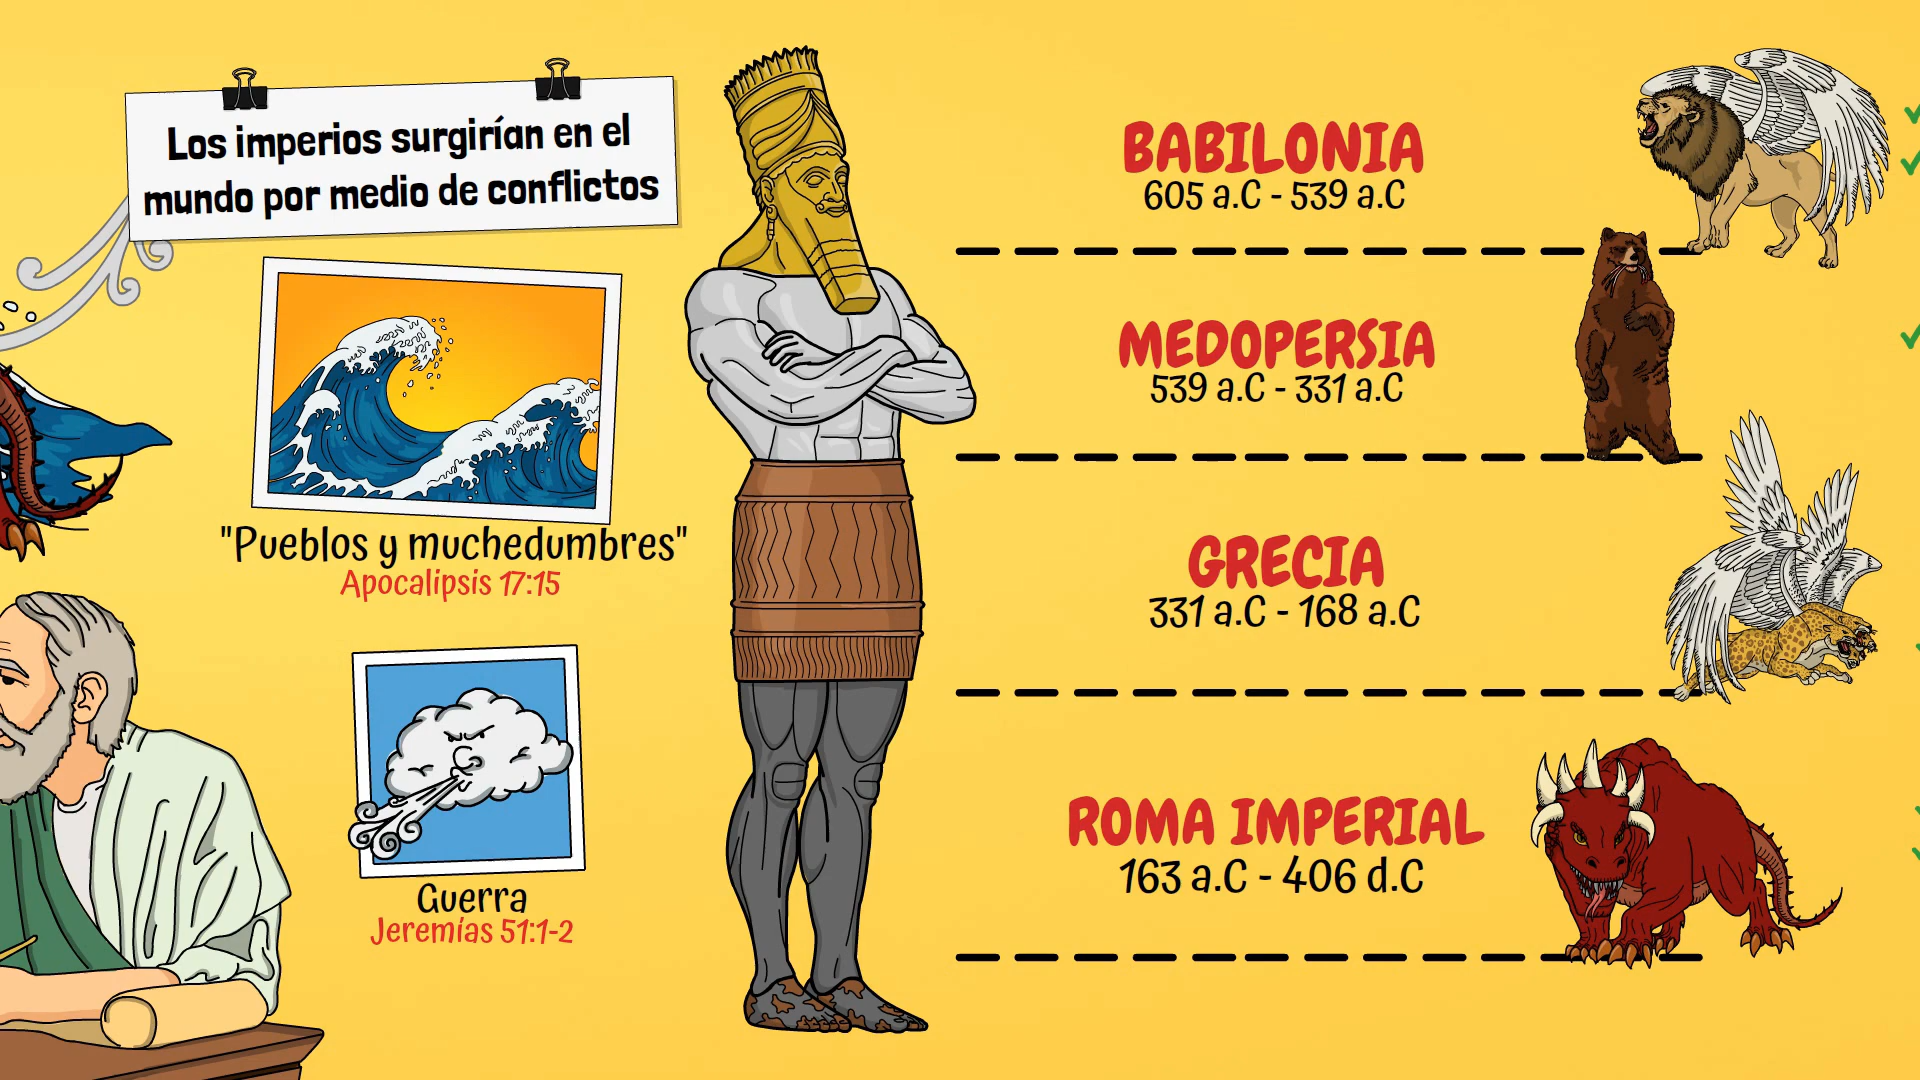 Los imperios surgirían en el
mundo por medio de conflictos
"Pueblos y muchedumbres"
Apocalipsis 17:15
Guerra
Jeremías 51:1-2
BABILONIA
605 a.C - 539 a.C
MEDOPERSIA
539 a.C - 331 a.C
GRECIA
331 a.C - 168 a.C
ROMA IMPERIAL
163 a.C - 406 d.C